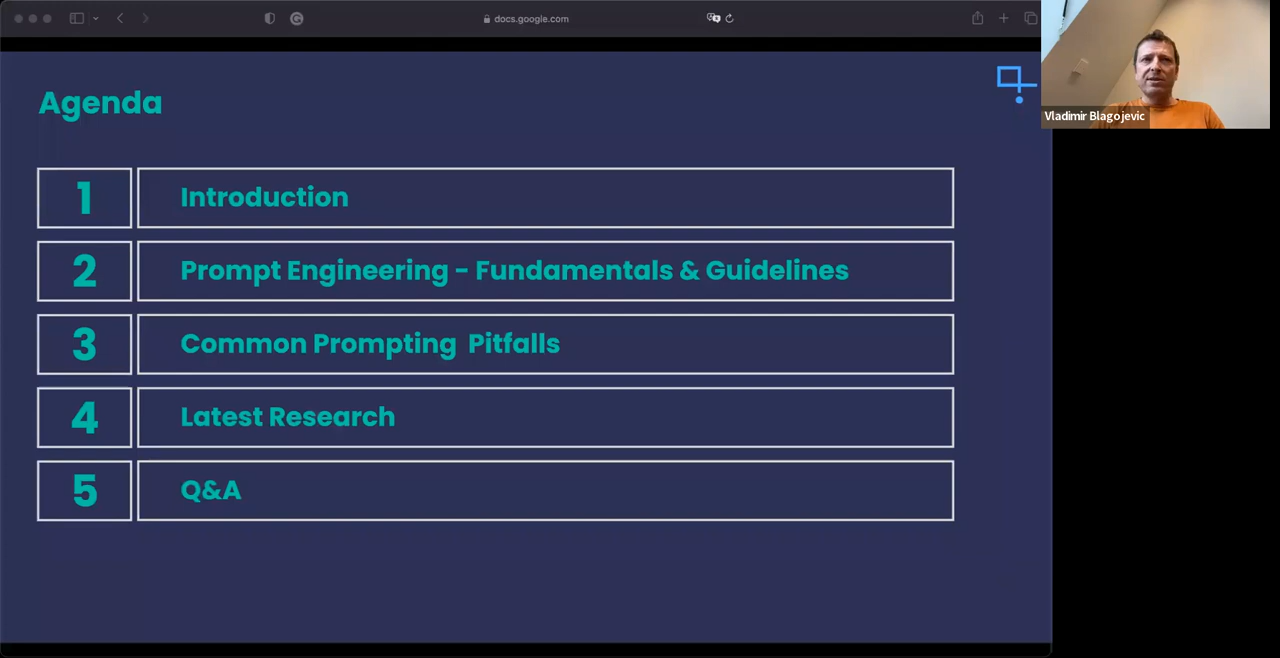 docs.google.com
Vladimir Blagojevic
Agenda
1 Introduction
2 Prompt Engineering - Fundamentals & Guidelines
3 Common Prompting Pitfalls
4 Latest Research
5 Q&A